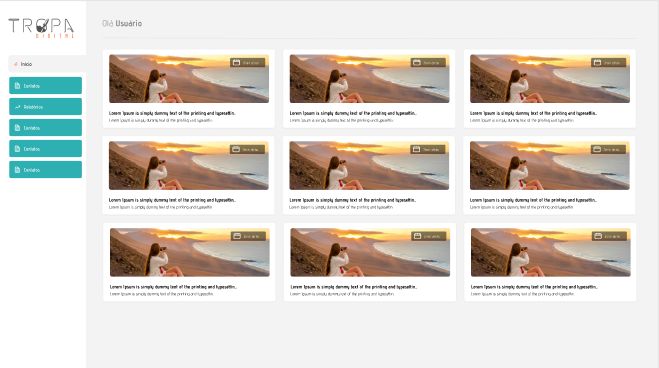 TROPA
DIGITAL
Olá Usuário
Início
Contatos
Relatórios
Contatos
Contatos
Contatos
Lorem Ipsum is simply dummy text of the printing and typesettin..
Lorem Ipsum is simply dummy text of the printing and typesettin
Lorem Ipsum is simply dummy text of the printing and typesettin..
Lorem Ipsum is simply dummy text of the printing and typesettin
Lorem Ipsum is simply dummy text of the printing and typesettin..
Lorem Ipsum is simply dummy text of the printing and typesettin
Lorem Ipsum is simply dummy text of the printing and typesettin..
Lorem Ipsum is simply dummy text of the printing and typesettin
Lorem Ipsum is simply dummy text of the printing and typesettin..
Lorem Ipsum is simply dummy text of the printing and typesettin
Lorem Ipsum is simply dummy text of the printing and typesettin..
Lorem Ipsum is simply dummy text of the printing and typesettin
Lorem Ipsum is simply dummy text of the printing and typesettin..
Lorem Ipsum is simply dummy text of the printing and typesettin
Lorem Ipsum is simply dummy text of the printing and typesettin..
Lorem Ipsum is simply dummy text of the printing and typesettin
Lorem Ipsum is simply dummy text of the printing and typesettin..
Lorem Ipsum is simply dummy text of the printing and typesettin